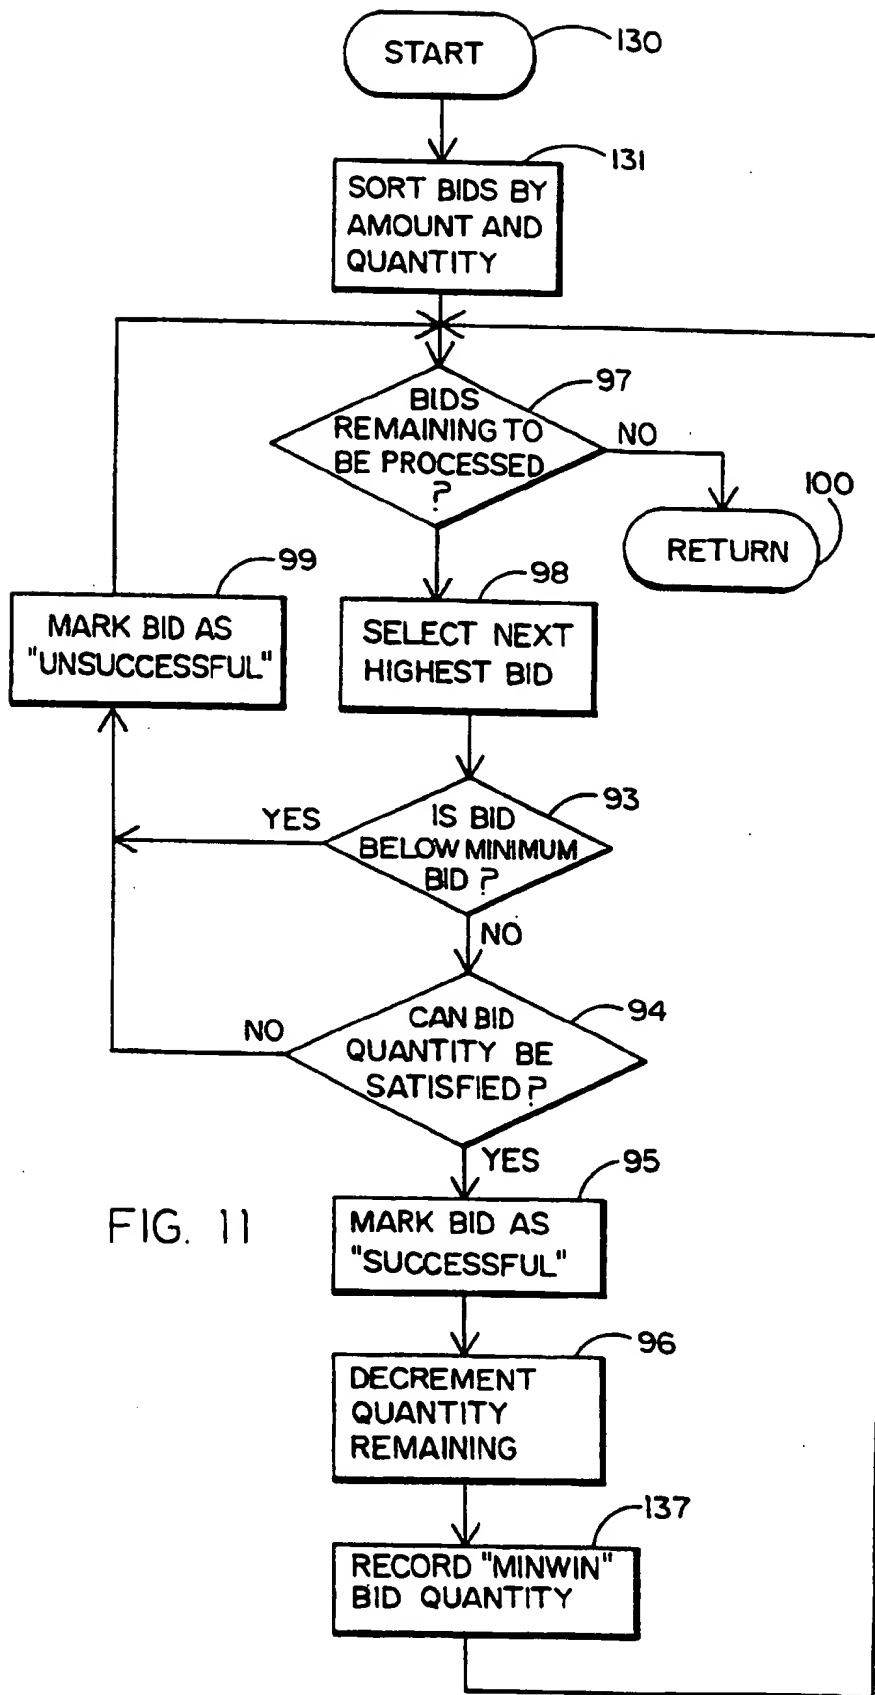 START
130
131
SORT BIDS BY
AMOUNT AND
QUANTITY
97
BIDS
REMAINING TO
BE PROCESSED
?
NO
100
RETURN
99
MARK BID AS
"UNSUCCESSFUL"
98
SELECT NEXT
HIGHEST BID
93
YES
IS BID
BELOW MINIMUM
BID ?
NO
94
NO
CAN BID
QUANTITY BE
SATISFIED ?
YES
95
MARK BID AS
"SUCCESSFUL"
FIG. 11
96
DECREMENT
QUANTITY
REMAINING
137
RECORD "MINWIN"
BID QUANTITY